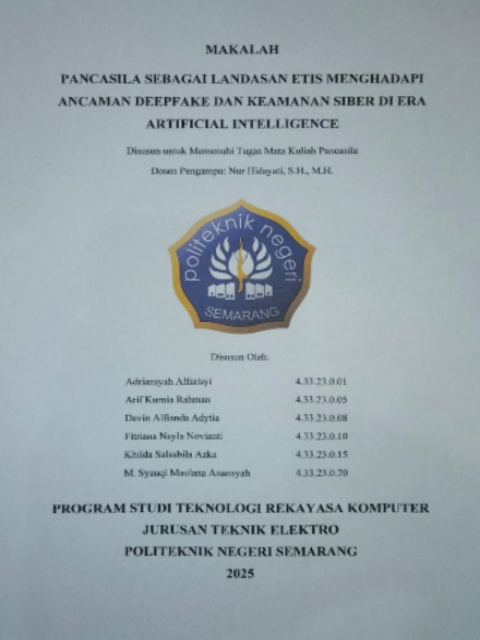 MAKALAH
PANCASILA SEBAGAI LANDASAN ETIS MENGHADAPI
ANCAMAN DEEPFAKE DAN KEAMANAN SIBER DI ERA
ARTIFICIAL INTELLIGENCE
Disusun untuk Memenuhi Tugas Mata Kuliah Pancasila
Dosen Pengampu: Nur Hidayati, S.H., M.H.
politeknik negeri
SEMARANG
Disusun Oleh:
Adriansyah Alfarisyi 4.33.23.0.01
Arif Kurnia Rahman 4.33.23.0.05
Davin Alfianda Adytia 4.33.23.0.08
Fitriana Nayla Novianti 4.33.23.0.10
Khilda Salsabila Azka 4.33.23.0.15
M. Syauqi Maulana Anansyah 4.33.23.0.20
PROGRAM STUDI TEKNOLOGI REKAYASA KOMPUTER
JURUSAN TEKNIK ELEKTRO
POLITEKNIK NEGERI SEMARANG
2025